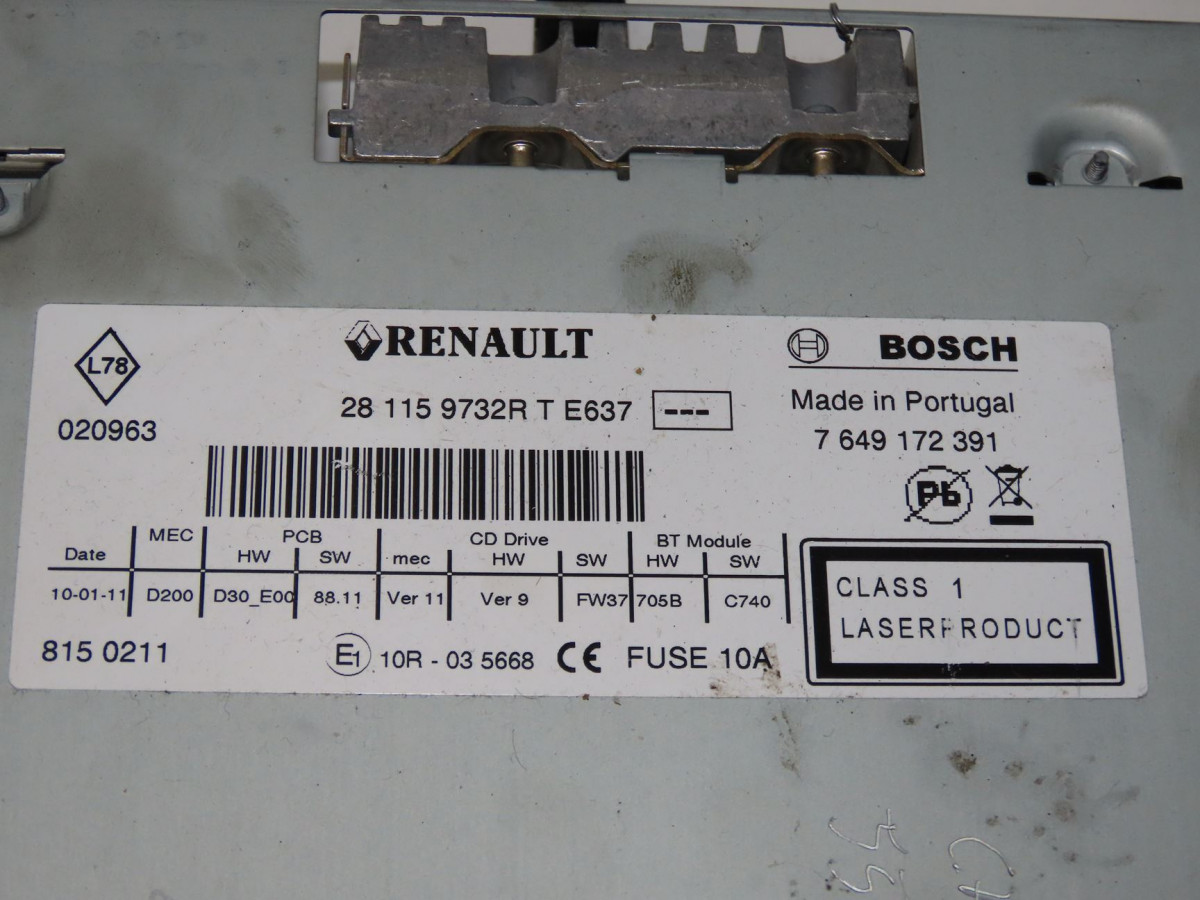 L78
020963
RENAULT
28 115 9732R T E637 ---
BOSCH
Made in Portugal
7 649 172 391
Pb
MEC PCB CD Drive BT Module
Date HW SW mec HW SW HW SW
10-01-11 D200 D30_E00 88.11 Ver 11 Ver 9 FW37 705B C740
815 0211
E1 10R - 03 5668 CE FUSE 10A
CLASS 1
LASERPRODUCT